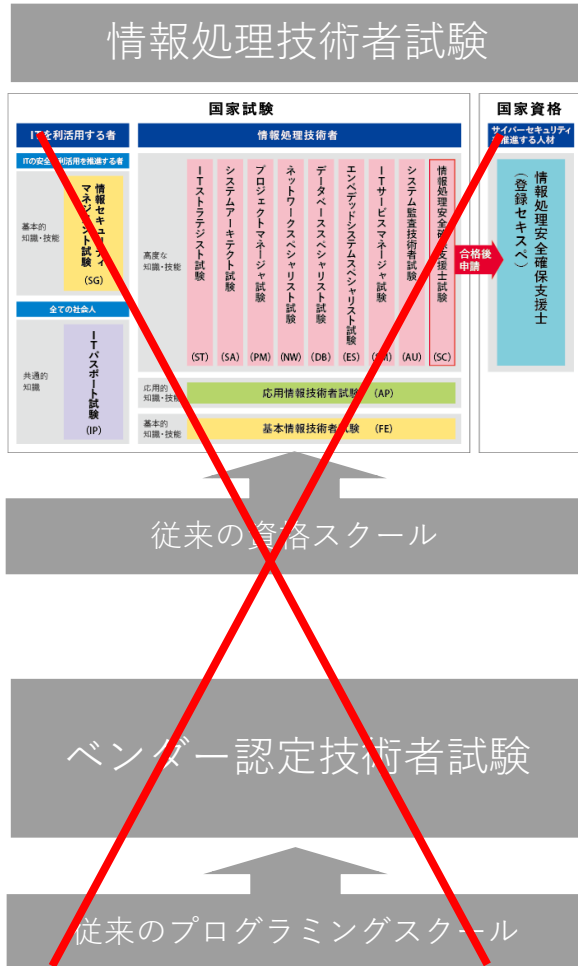 情報処理技術者試験
国家試験
国家資格
ITを利活用する者
情報処理技術者
サイバーセキュリティ
を推進する人材
ITの安全な利活用を推進する者
基本的
知識・技能
情報セキュリティ
マネジメント試験
(SG)
全ての社会人
共通的
知識
ITパスポート試験
(IP)
高度な
知識・技能
ITストラテジスト試験
(ST)
システムアーキテクト試験
(SA)
プロジェクトマネージャ試験
(PM)
ネットワークスペシャリスト試験
(NW)
データベーススペシャリスト試験
(DB)
エンベデッドシステムスペシャリスト試験
(ES)
ITサービスマネージャ試験
(SM)
システム監査技術者試験
(AU)
情報処理安全確保支援士試験
(SC)
合格後
申請
情報処理安全確保支援士
(登録セキスペ)
応用的
知識・技能
応用情報技術者試験 (AP)
基本的
知識・技能
基本情報技術者試験 (FE)
従来の資格スクール
ベンダー認定技術者試験
従来のプログラミングスクール